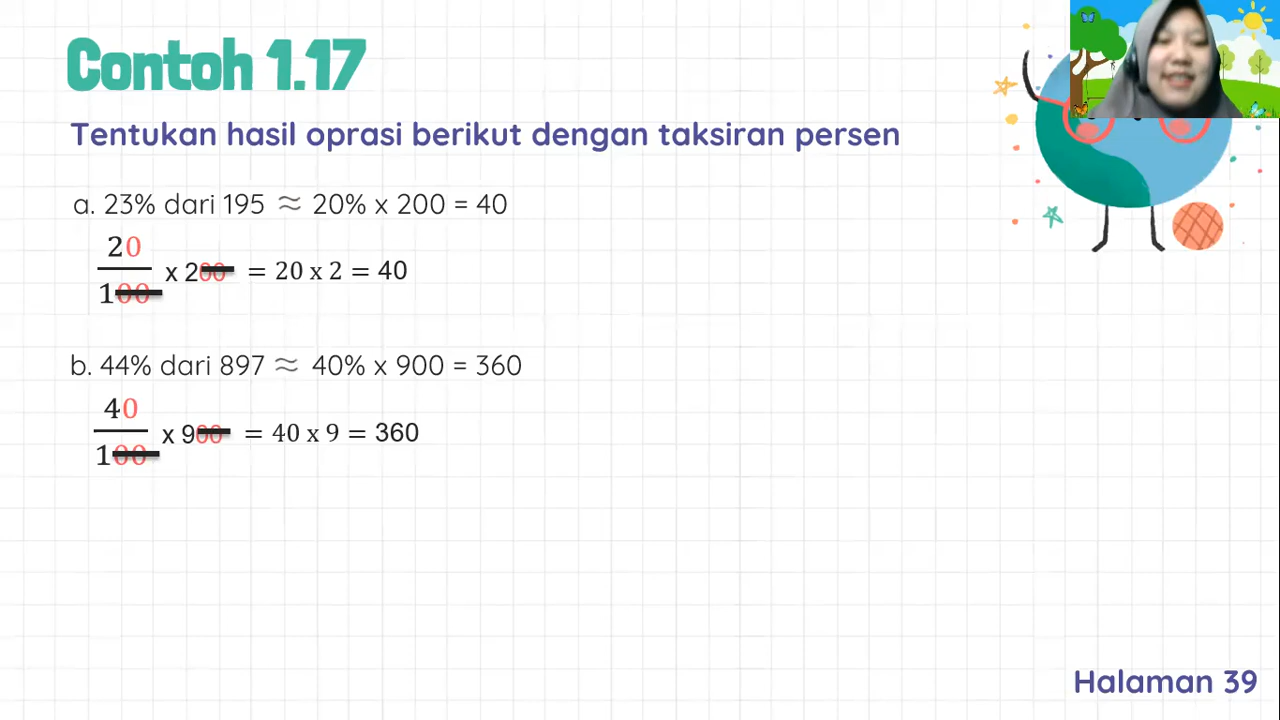 Contoh 1.17
Tentukan hasil oprasi berikut dengan taksiran persen
a. 23% dari 195 ≈ 20% x 200 = 40
20
100 x 200 = 20 x 2 = 40
b. 44% dari 897 ≈ 40% x 900 = 360
40
100 x 900 = 40 x 9 = 360
Halaman 39